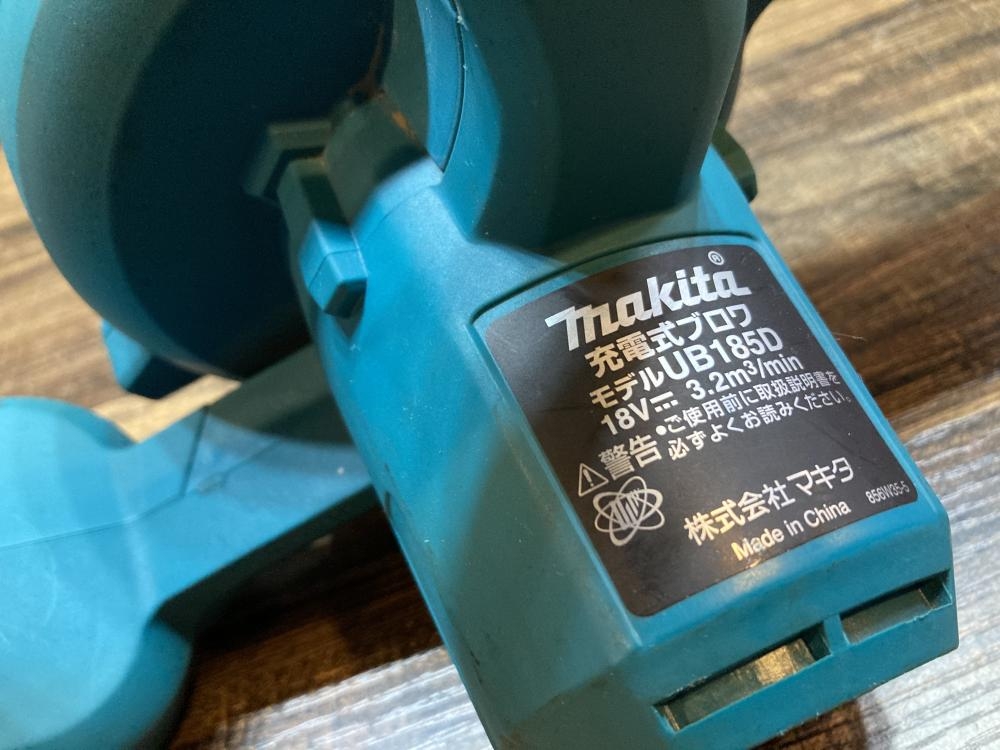 makita®
充電式ブロワ
モデルUB185D
18V⎓ 3.2m³/min
⚠警告 •ご使用前に取扱説明書を
必ずよくお読みください。
株式会社マキタ
856W35-5
Made in China